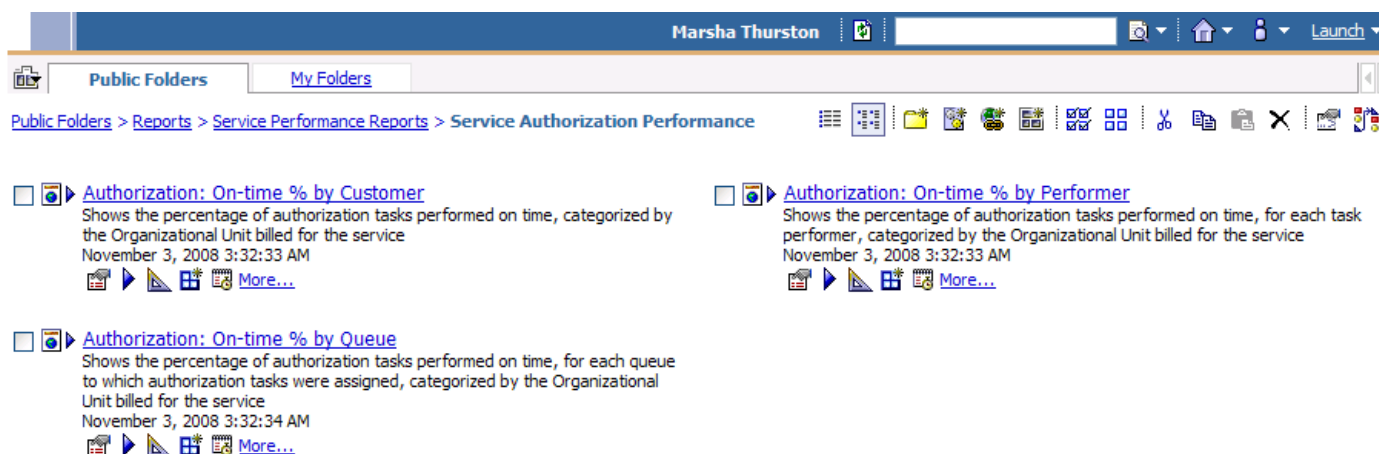 Marsha Thurston
Launch
Public Folders
My Folders
Public Folders > Reports > Service Performance Reports > Service Authorization Performance
Authorization: On-time % by Customer
Shows the percentage of authorization tasks performed on time, categorized by
the Organizational Unit billed for the service
November 3, 2008 3:32:33 AM
More...
Authorization: On-time % by Performer
Shows the percentage of authorization tasks performed on time, for each task
performer, categorized by the Organizational Unit billed for the service
November 3, 2008 3:32:33 AM
More...
Authorization: On-time % by Queue
Shows the percentage of authorization tasks performed on time, for each queue
to which authorization tasks were assigned, categorized by the Organizational
Unit billed for the service
November 3, 2008 3:32:34 AM
More...